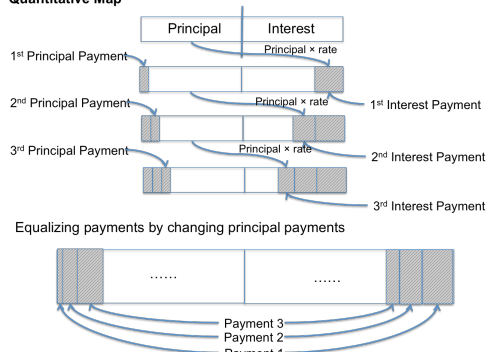 Quantitative Map
Principal Interest
Principal × rate
1st Principal Payment
Principal × rate
2nd Principal Payment
1st Interest Payment
Principal × rate
3rd Principal Payment
2nd Interest Payment
3rd Interest Payment
Equalizing payments by changing principal payments
......
......
Payment 3
Payment 2
Payment 1